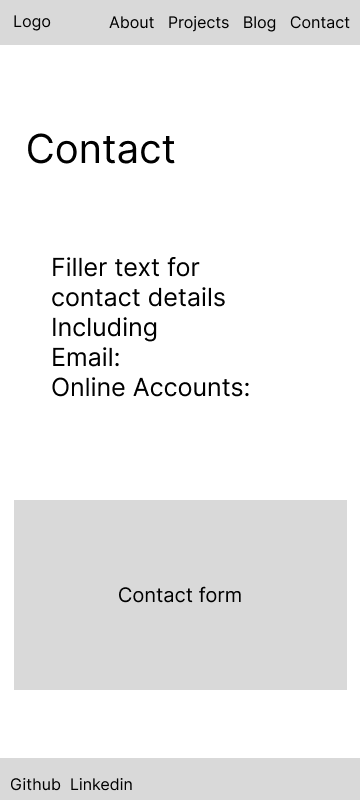 Logo About Projects Blog Contact
Contact
Filler text for
contact details
Including
Email:
Online Accounts:
Contact form
Github Linkedin